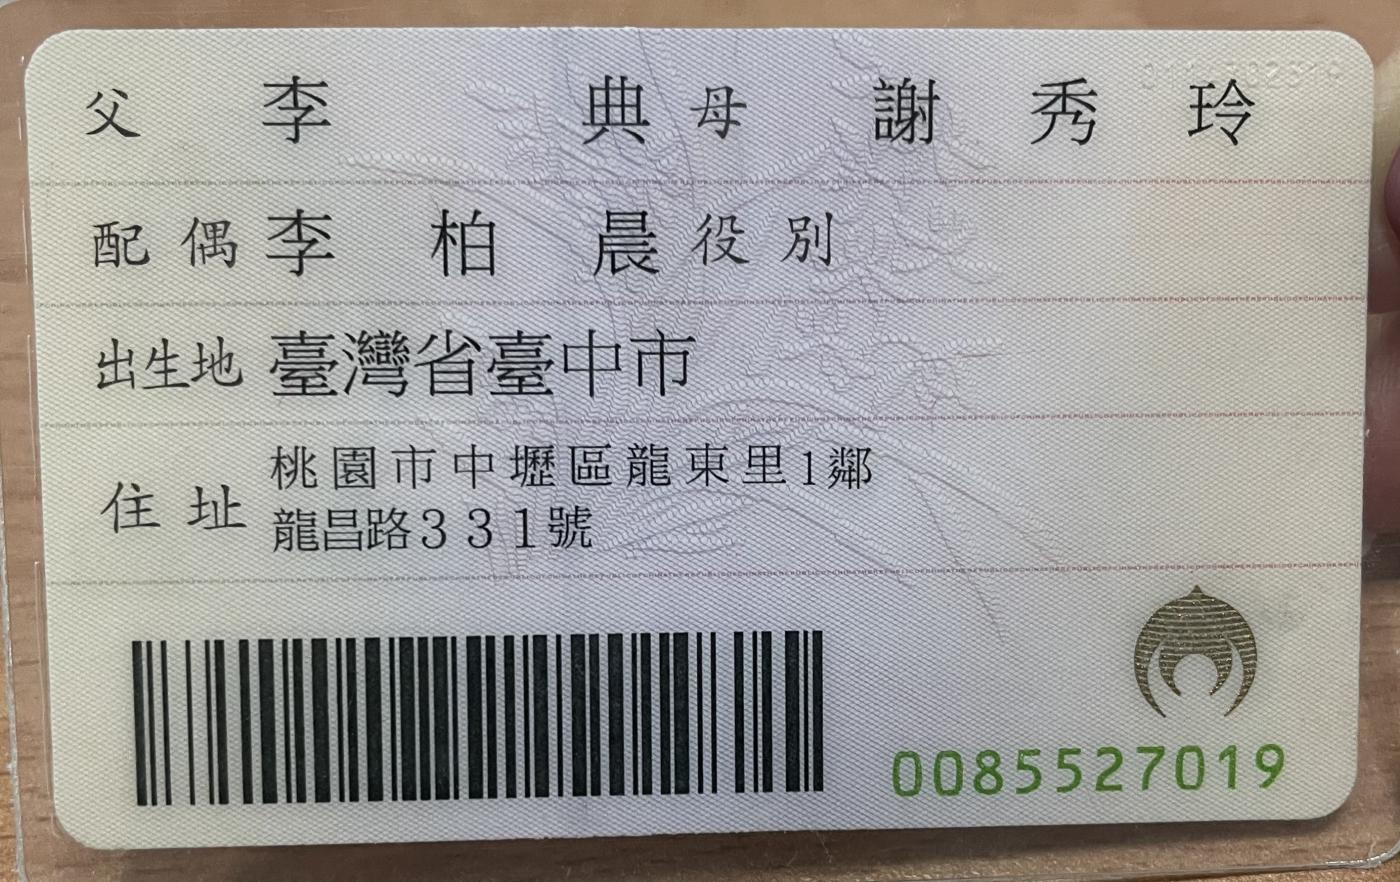 父 李 典 母 謝 秀 玲
配偶 李 柏 晨 役別
出生地 臺灣省臺中市
住址 桃園市中壢區龍東里1鄰
龍昌路331號
0085527019